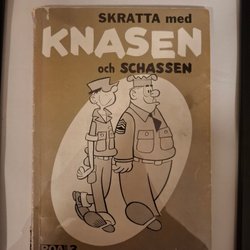 SKRATTA med
KNASEN
och SCHASSEN